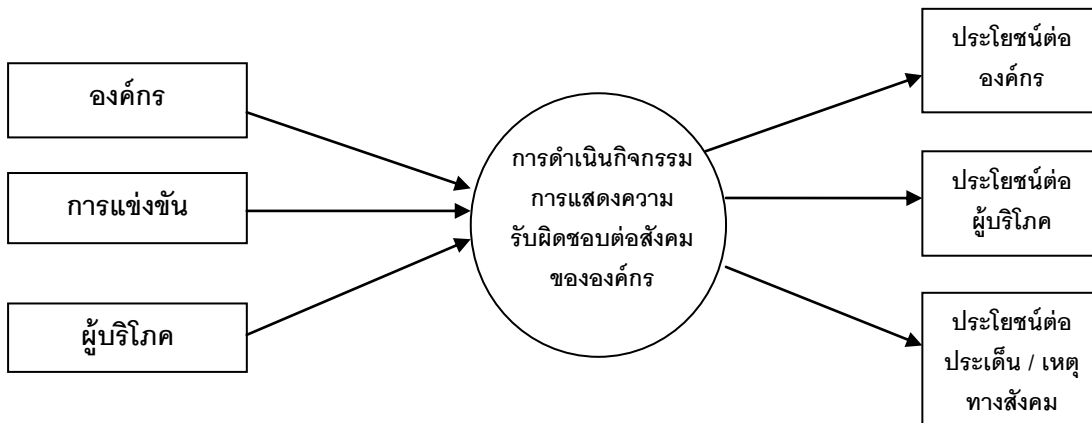 องค์กร
การแข่งขัน
ผู้บริโภค
การดำเนินกิจกรรม
การแสดงความ
รับผิดชอบต่อสังคม
ขององค์กร
ประโยชน์ต่อ
องค์กร
ประโยชน์ต่อ
ผู้บริโภค
ประโยชน์ต่อ
ประเด็น / เหตุ
ทางสังคม